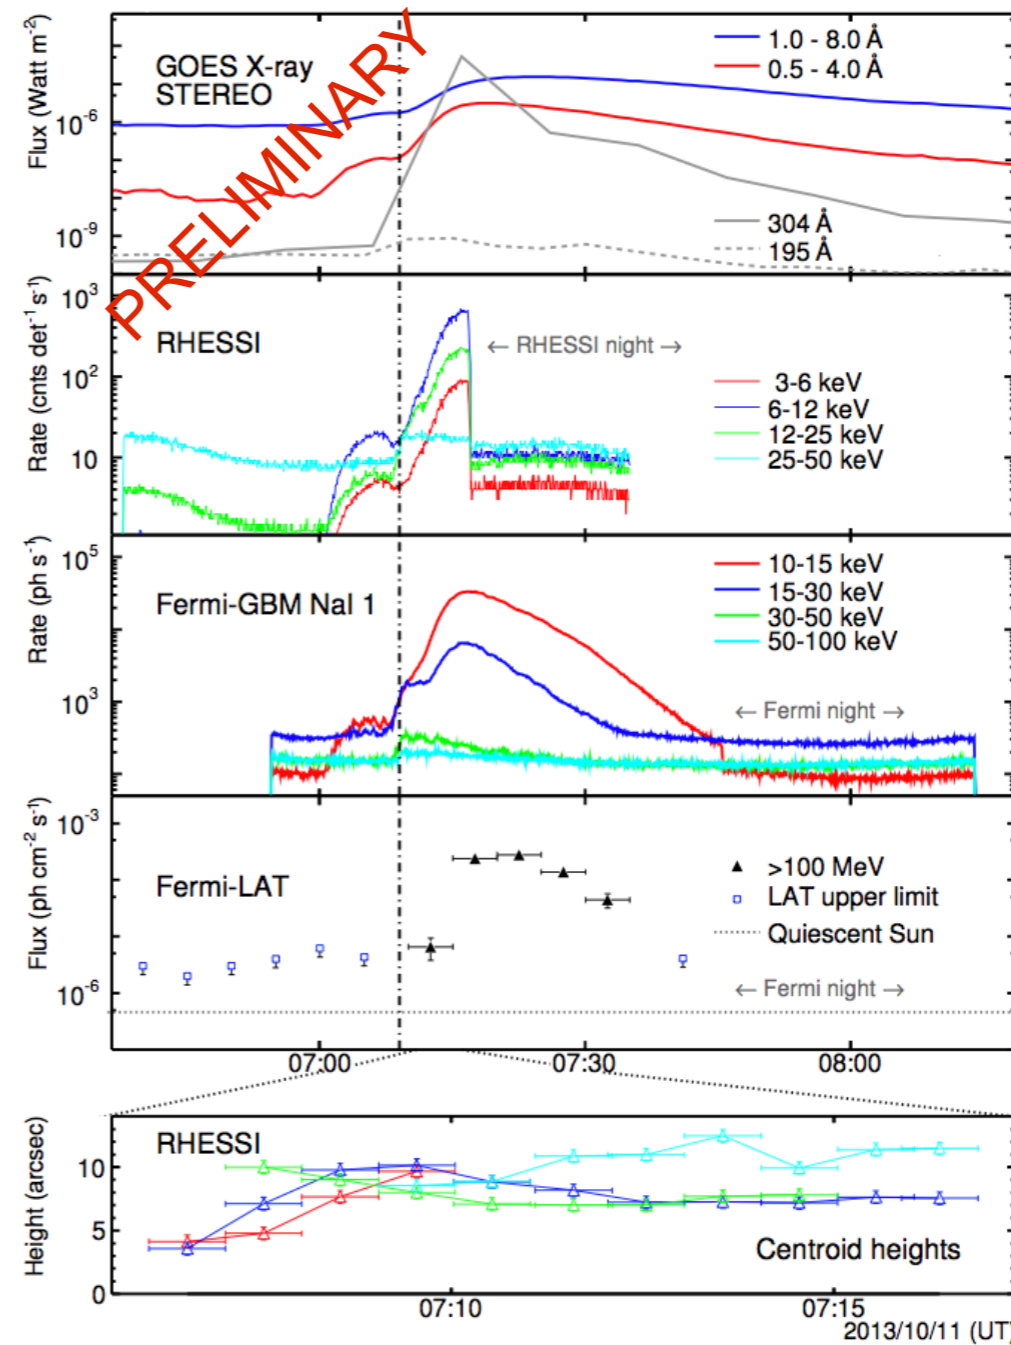 PRELIMINARY
Flux (Watt m⁻²)
10⁻⁶
10⁻⁹
GOES X-ray
STEREO
1.0 - 8.0 Å
0.5 - 4.0 Å
304 Å
195 Å
Rate (cnts det⁻¹ s⁻¹)
10³
10²
10
RHESSI
← RHESSI night →
3-6 keV
6-12 keV
12-25 keV
25-50 keV
Rate (ph s⁻¹)
10⁵
10³
Fermi-GBM NaI 1
10-15 keV
15-30 keV
30-50 keV
50-100 keV
← Fermi night →
Flux (ph cm⁻² s⁻¹)
10⁻³
10⁻⁶
Fermi-LAT
>100 MeV
LAT upper limit
Quiescent Sun
← Fermi night →
07:00 07:30 08:00
Height (arcsec)
10
5
0
RHESSI
Centroid heights
07:10 07:15
2013/10/11 (UT)